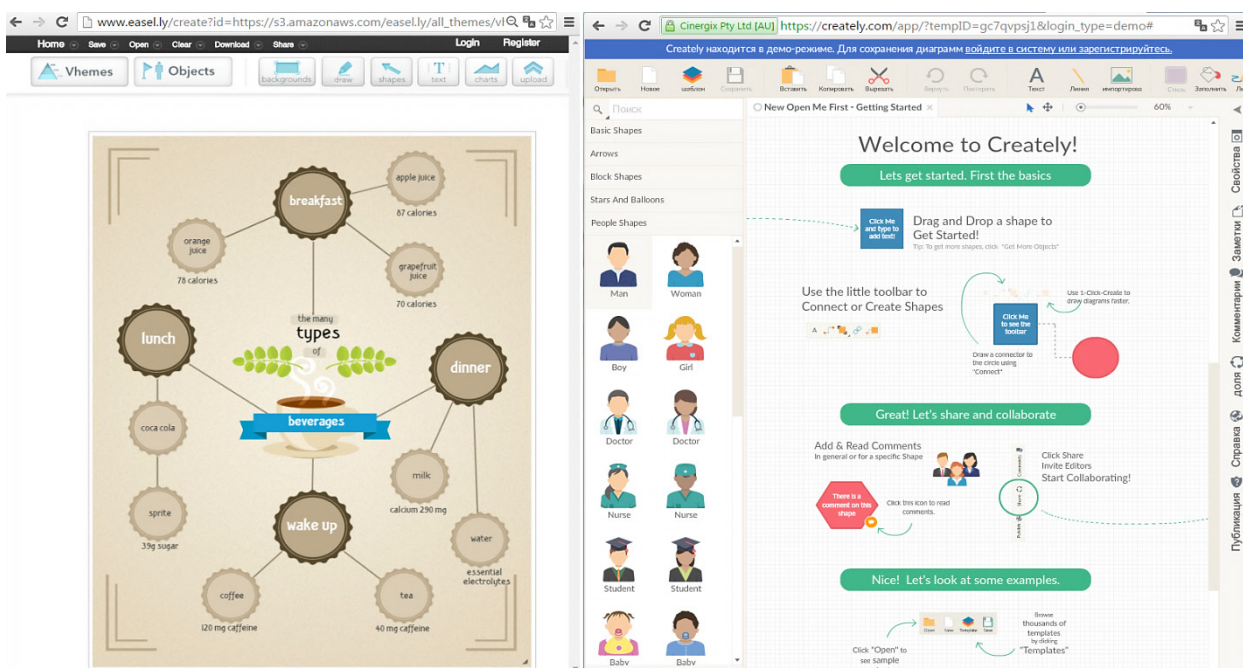 www.easel.ly/create?id=https://s3.amazonaws.com/easel.ly/all_themes/vl
Home Save Open Clear Download Share Login Register
Vhemes Objects backgrounds draw shapes text charts upload
breakfast
apple juice
87 calories
orange
juice
78 calories
grapefruit
juice
70 calories
the many
types
of
beverages
lunch
dinner
coca cola
milk
calcium 290 mg
sprite
39g sugar
wake up
water
essential
electrolytes
coffee
120 mg caffeine
tea
40 mg caffeine
Cinergix Pty Ltd [AU] https://creately.com/app/?tempID=gc7qvpsj1&login_type=demo#
Creately находится в демо-режиме. Для сохранения диаграмм войдите в систему или зарегистрируйтесь.
Открыть Новое шаблон Сохранить Вставить Копировать Вырезать Вернуть Повторить Текст Линия импортирова Стиль Заполнить Ли
Поиск
New Open Me First - Getting Started
60%
Basic Shapes
Arrows
Block Shapes
Stars And Balloons
People Shapes
Man Woman
Boy Girl
Doctor Doctor
Nurse Nurse
Student Student
Baby Baby
Welcome to Creately!
Lets get started. First the basics
Click Me
and type to
add text!
Drag and Drop a shape to
Get Started!
Tip: To get more shapes, click "Get More Objects"
Use the little toolbar to
Connect or Create Shapes
Use 1-Click-Create to
draw diagrams faster.
Click Me
to see the
toolbar
Draw a connector to
the circle using
"Connect"
Great! Let's share and collaborate
Add & Read Comments
In general or for a specific Shape
There is a
comment on this
shape
Click this icon to read
comments.
Comments
Share
Publish
Click Share
Invite Editors
Start Collaborating!
Nice! Let's look at some examples.
Open Template Save
Click "Open" to
see sample
Browse
thousands of
templates
by clicking
"Templates"
Свойства
Заметки
Комментарии
доля
Справка
Публикация